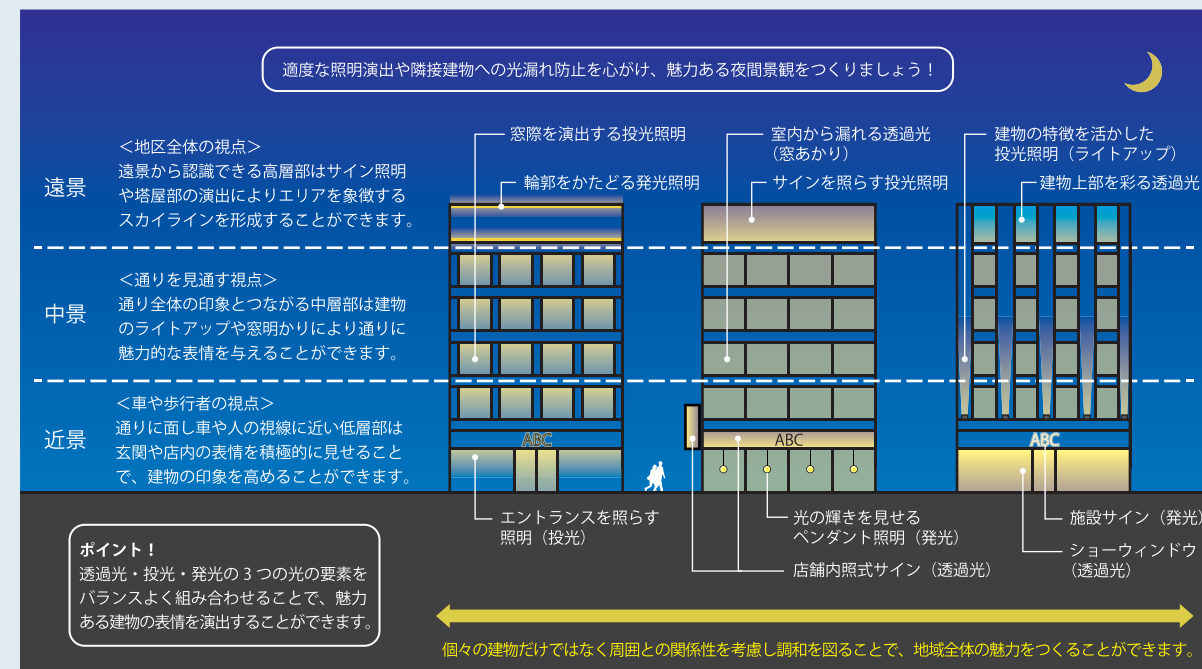 適度な照明演出や隣接建物への光漏れ防止を心がけ、魅力ある夜間景観をつくりましょう！
遠景
＜地区全体の視点＞
遠景から認識できる高層部はサイン照明
や塔屋部の演出によりエリアを象徴する
スカイラインを形成することができます。
中景
＜通りを見通す視点＞
通り全体の印象とつながる中層部は建物
のライトアップや窓明かりにより通りに
魅力的な表情を与えることができます。
近景
＜車や歩行者の視点＞
通りに面し車や人の視線に近い低層部は
玄関や店内の表情を積極的に見せること
で、建物の印象を高めることができます。
窓際を演出する投光照明
輪郭をかたどる発光照明
室内から漏れる透過光
（窓あかり）
サインを照らす投光照明
建物の特徴を活かした
投光照明（ライトアップ）
建物上部を彩る透過光
ABC
ABC
ABC
エントランスを照らす
照明（投光）
光の輝きを見せる
ペンダント照明（発光）
店舗内照式サイン（透過光）
施設サイン（発光）
ショーウィンドウ
（透過光）
ポイント！
透過光・投光・発光の 3 つの光の要素を
バランスよく組み合わせることで、魅力
ある建物の表情を演出することができます。
個々の建物だけではなく周囲との関係性を考慮し調和を図ることで、地域全体の魅力をつくることができます。